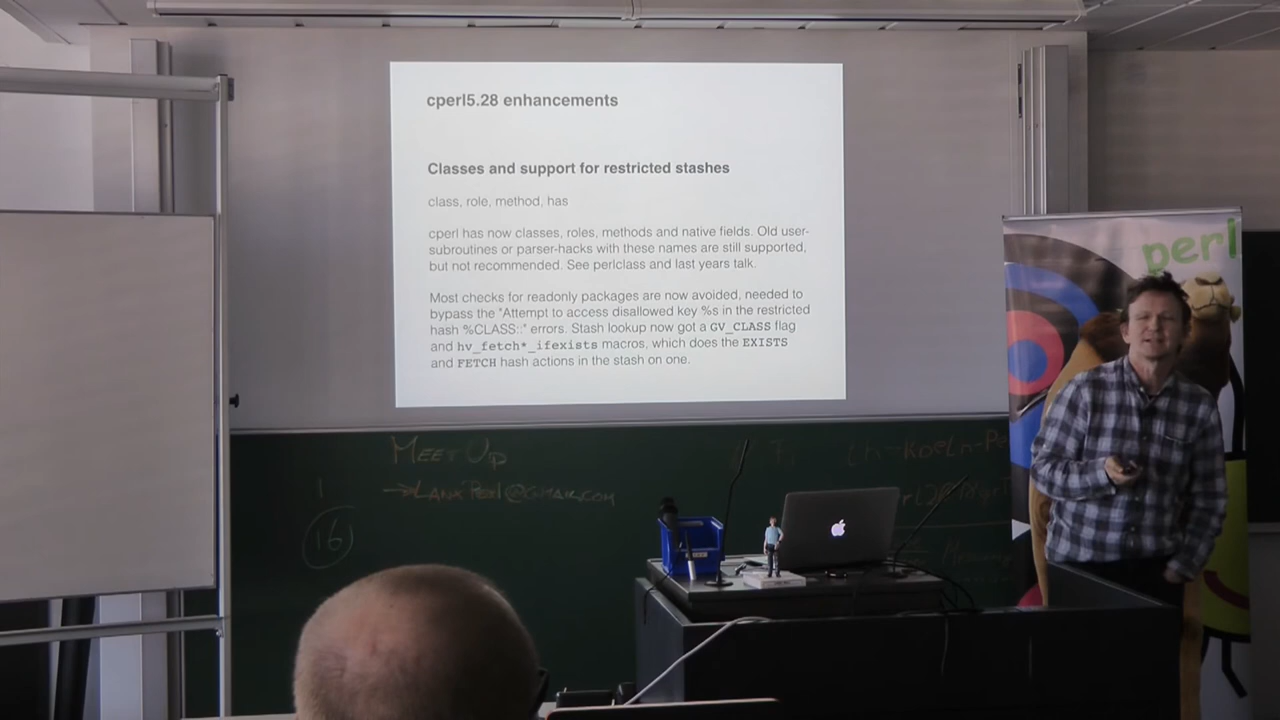 cperl5.28 enhancements
Classes and support for restricted stashes
class, role, method, has
cperl has now classes, roles, methods and native fields. Old user-
subroutines or parser-hacks with these names are still supported,
but not recommended. See perlclass and last years talk.
Most checks for readonly packages are now avoided, needed to
bypass the "Attempt to access disallowed key %s in the restricted
hash %CLASS::" errors. Stash lookup now got a GV_CLASS flag
and hv_fetch*_ifexists macros, which does the EXISTS
and FETCH hash actions in the stash on one.
perl
MEETUP
16